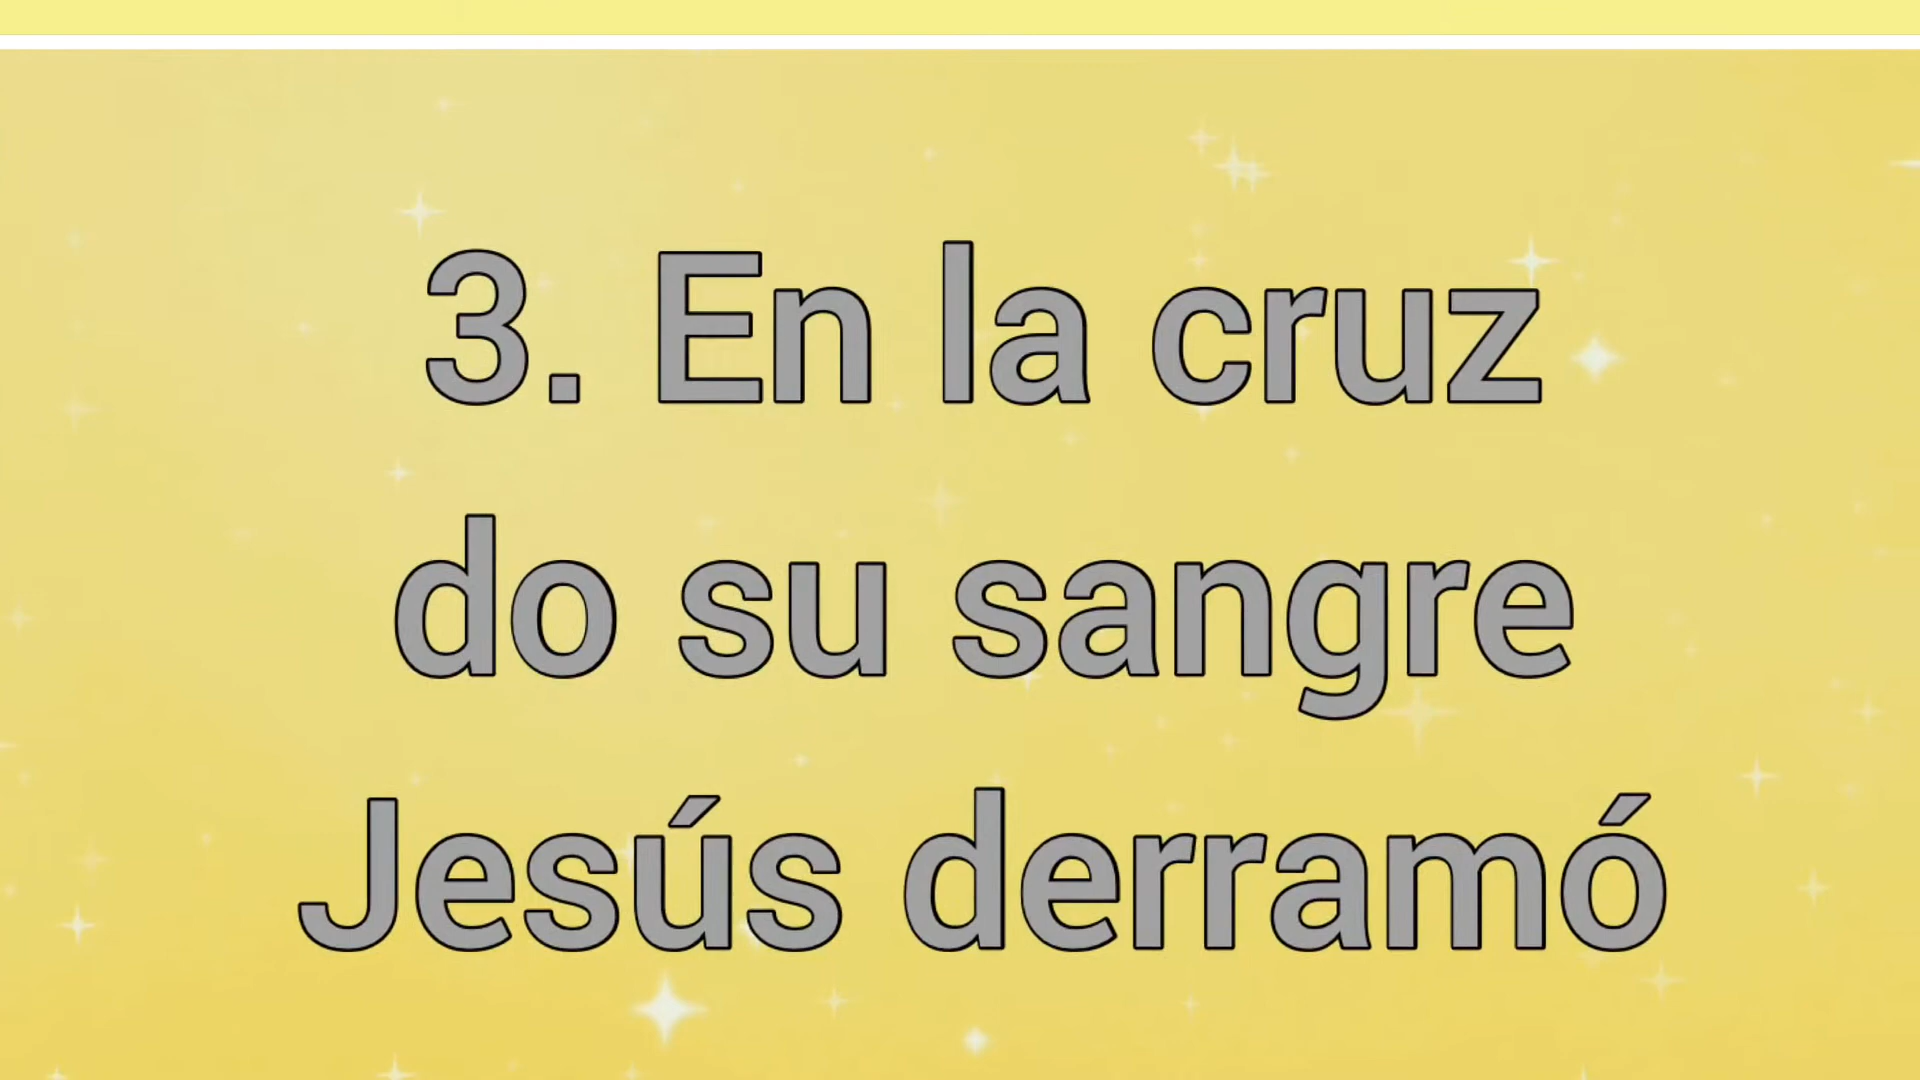 3. En la cruz
do su sangre
Jesús derramó